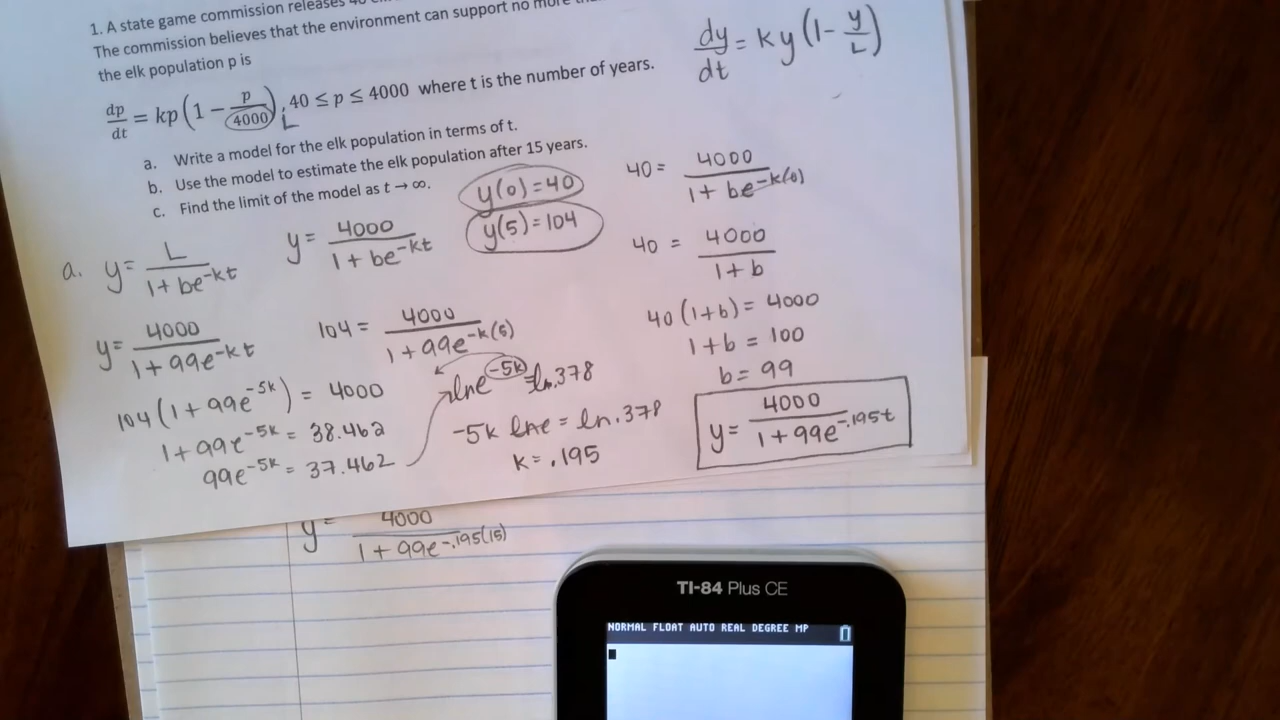 1. A state game commission releases 40
The commission believes that the environment can support no more
the elk population p is
dy/dt = ky(1 - y/L)
dp/dt = kp(1 - p/4000), 40 ≤ p ≤ 4000 where t is the number of years.
L
a. Write a model for the elk population in terms of t.
b. Use the model to estimate the elk population after 15 years.
c. Find the limit of the model as t → ∞.
y(0) = 40
y(5) = 104
a. y = L/(1 + be^-kt)
y = 4000/(1 + be^-kt)
y = 4000/(1 + 99e^-kt)
104 = 4000/(1 + 99e^-k(5))
104(1 + 99e^-5k) = 4000
1 + 99e^-5k = 38.462
99e^-5k = 37.462
lne^-5k = ln.378
-5k lne = ln.378
k = .195
40 = 4000/(1 + be^-k(0))
40 = 4000/(1 + b)
40(1+b) = 4000
1+b = 100
b = 99
y = 4000/(1 + 99e^-.195t)
y = 4000/(1 + 99e^-.195(15))
TI-84 Plus CE
NORMAL FLOAT AUTO REAL DEGREE MP